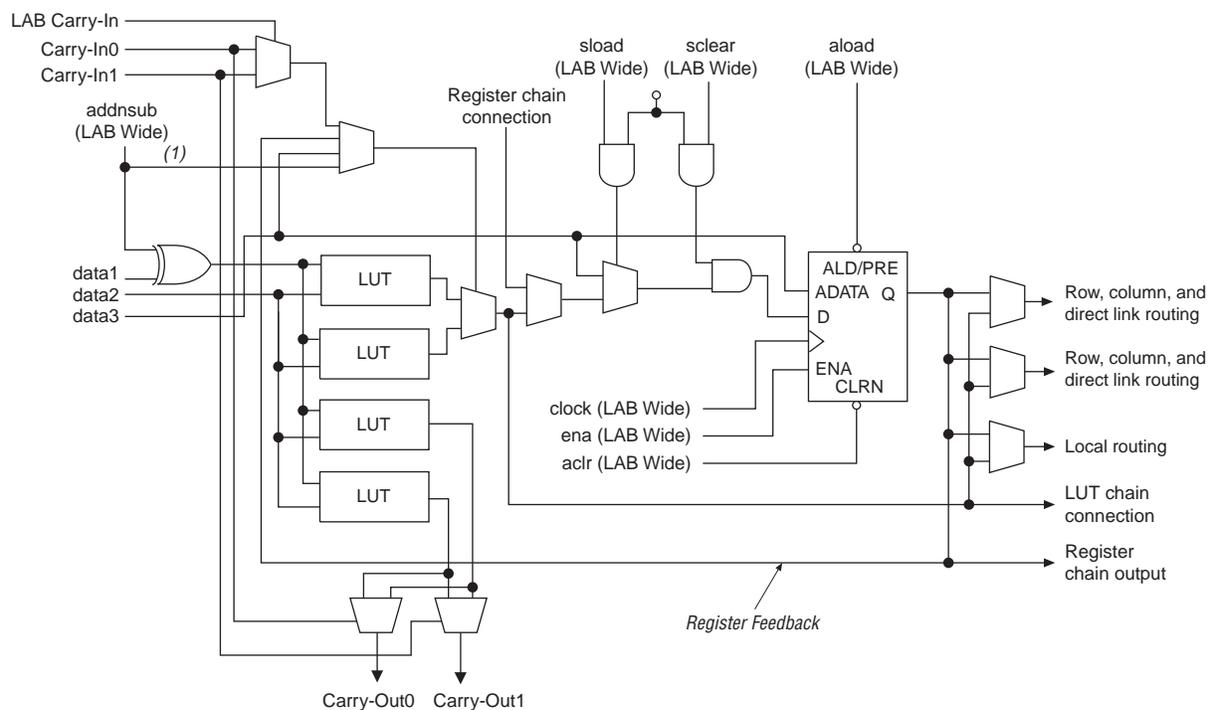 LAB Carry-In
Carry-In0
Carry-In1
addnsub
(LAB Wide)
(1)
Register chain
connection
sload
(LAB Wide)
sclear
(LAB Wide)
aload
(LAB Wide)
data1
data2
data3
LUT
LUT
LUT
LUT
ALD/PRE
ADATA
Q
D
ENA
CLRN
clock (LAB Wide)
ena (LAB Wide)
aclr (LAB Wide)
Row, column, and
direct link routing
Row, column, and
direct link routing
Local routing
LUT chain
connection
Register
chain output
Register Feedback
Carry-Out0
Carry-Out1